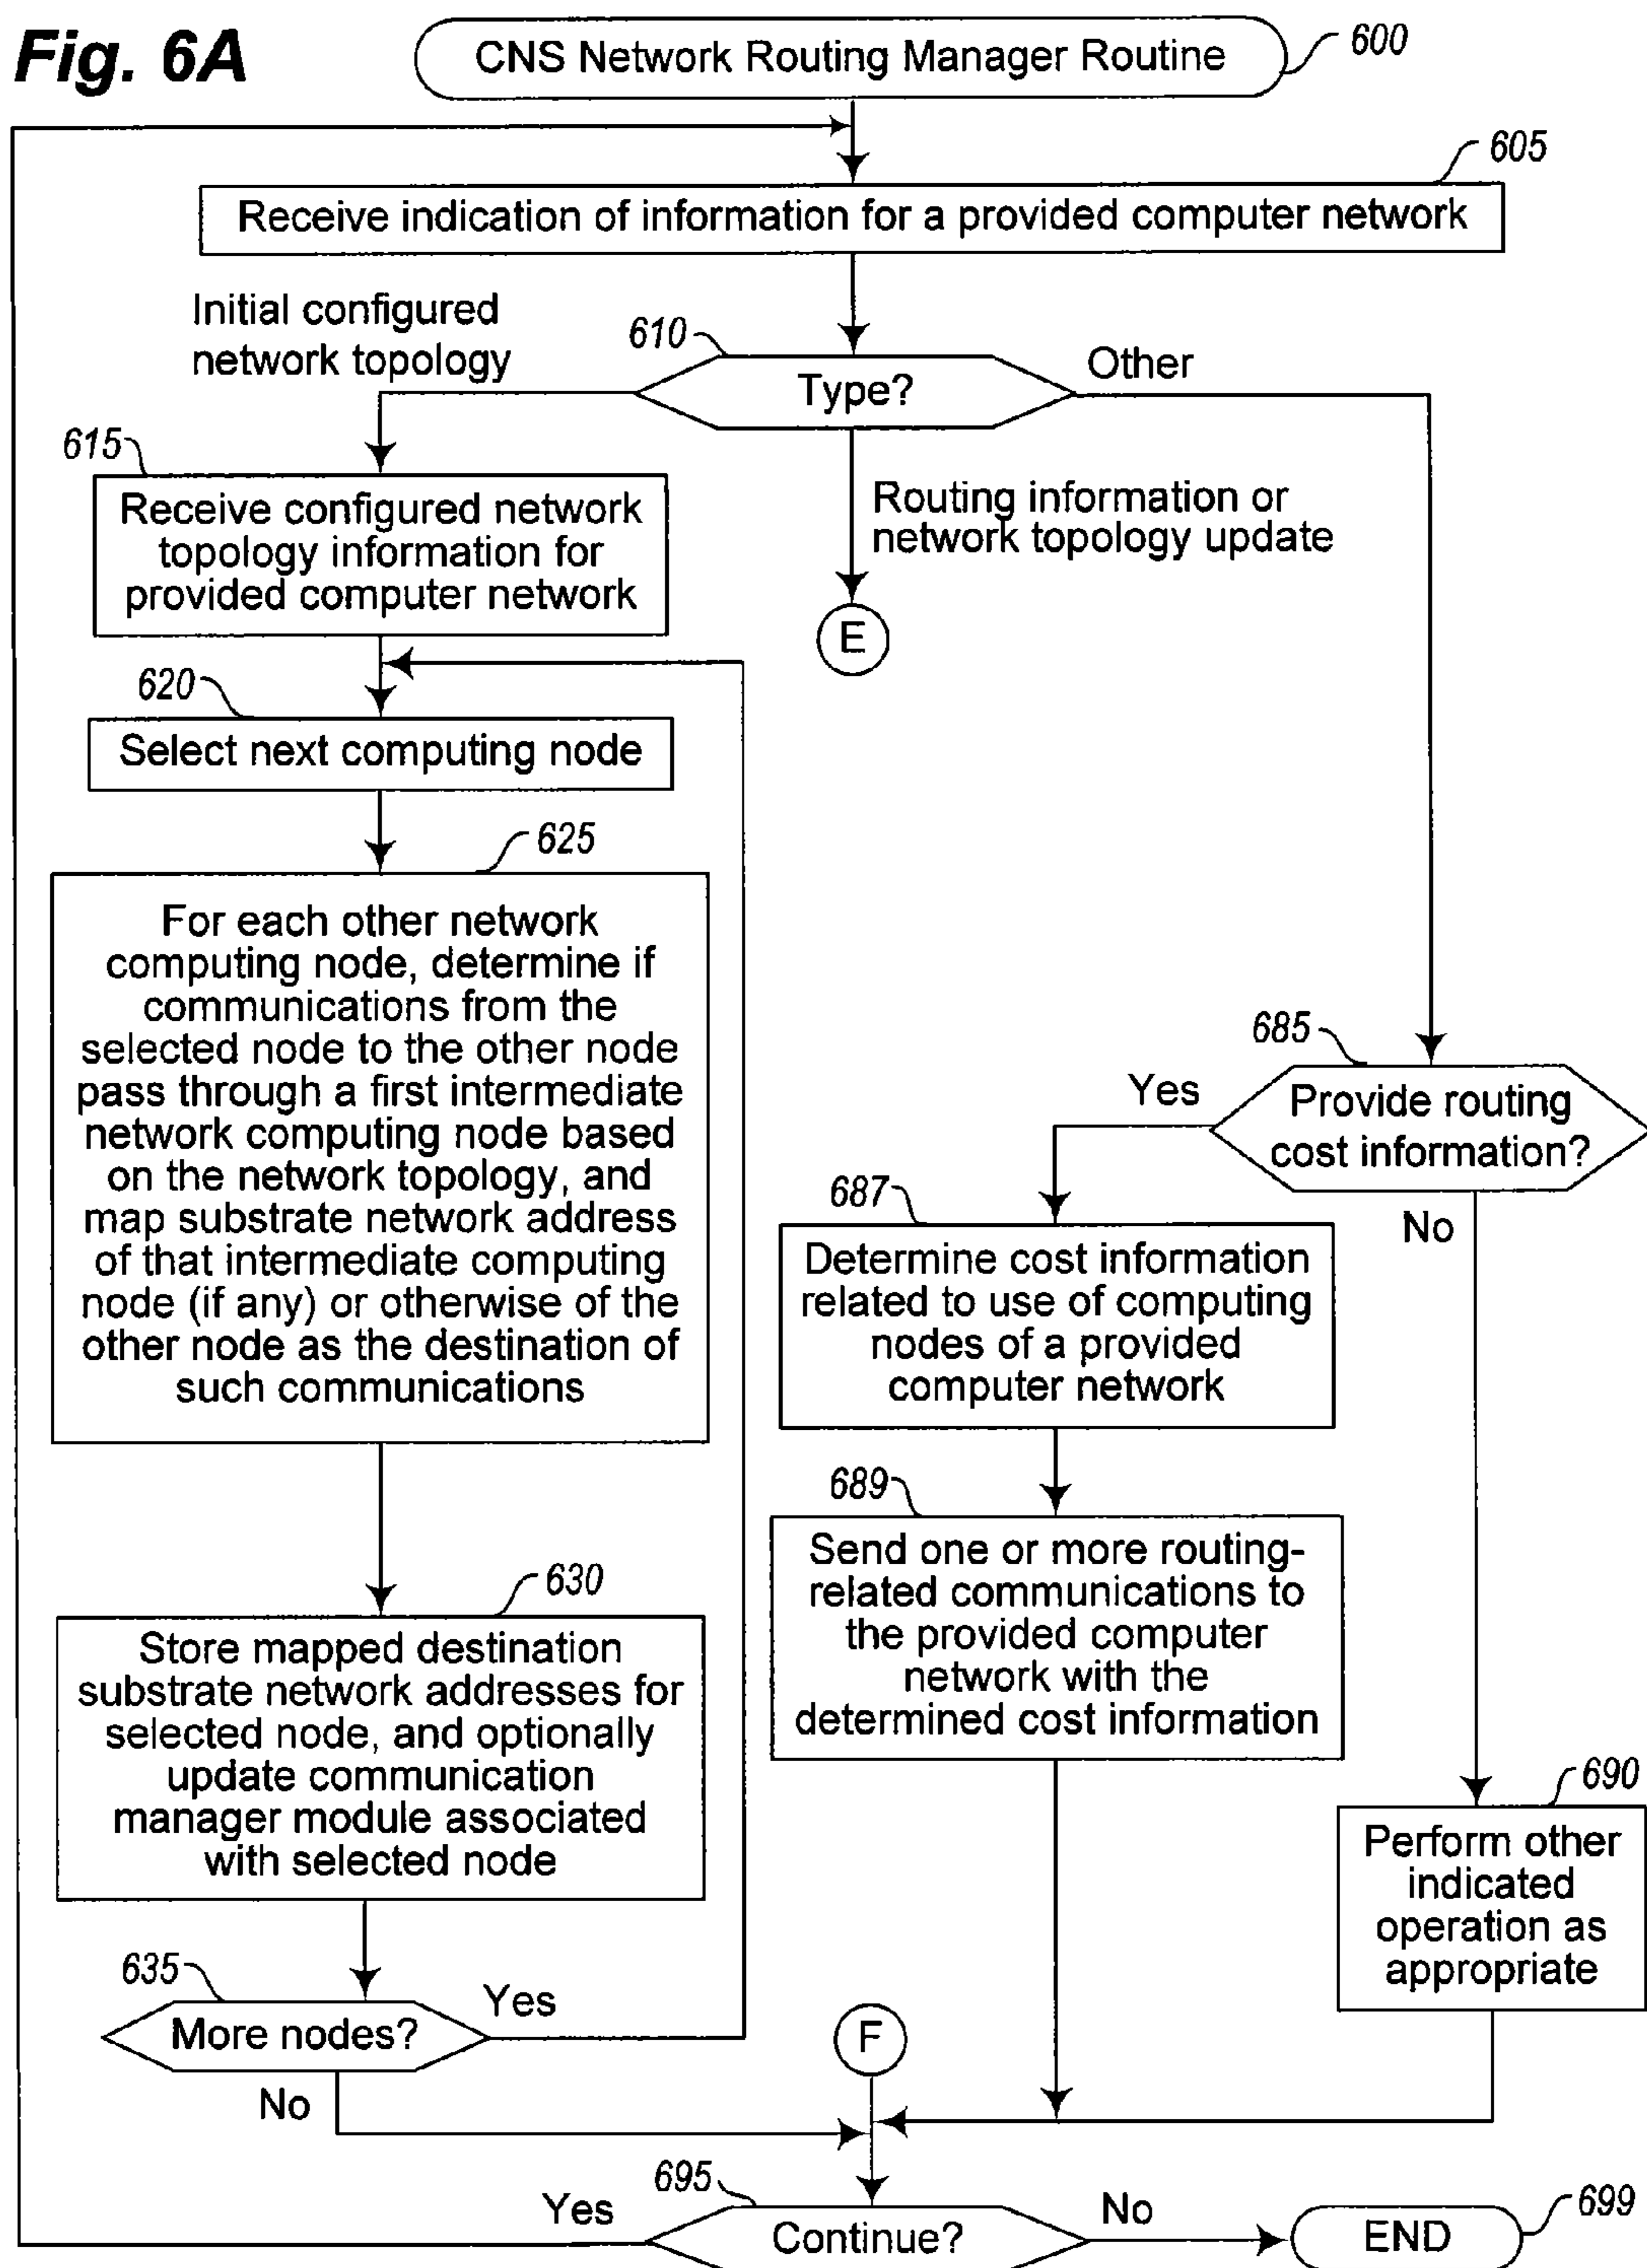 Fig. 6A
CNS Network Routing Manager Routine
600
605
Receive indication of information for a provided computer network
Initial configured
network topology
610
Type?
Other
615
Receive configured network
topology information for
provided computer network
Routing information or
network topology update
E
620
Select next computing node
625
For each other network
computing node, determine if
communications from the
selected node to the other node
pass through a first intermediate
network computing node based
on the network topology, and
map substrate network address
of that intermediate computing
node (if any) or otherwise of the
other node as the destination of
such communications
685
Provide routing
cost information?
Yes
No
687
Determine cost information
related to use of computing
nodes of a provided
computer network
689
Send one or more routing-
related communications to
the provided computer
network with the
determined cost information
630
Store mapped destination
substrate network addresses for
selected node, and optionally
update communication
manager module associated
with selected node
690
Perform other
indicated
operation as
appropriate
635
More nodes?
Yes
No
F
695
Continue?
Yes
No
END
699